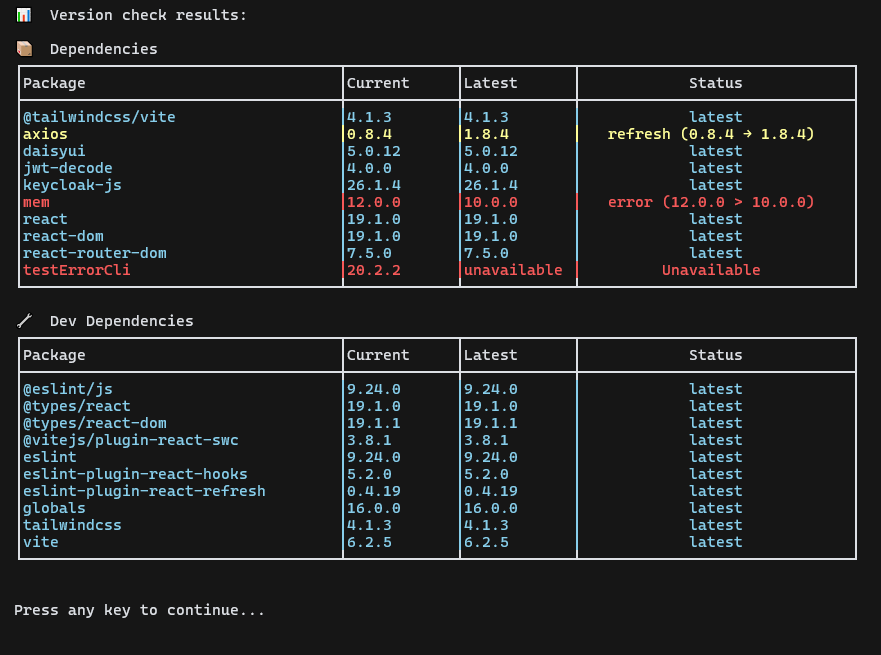 📊 Version check results:
📦 Dependencies
Package Current Latest Status
@tailwindcss/vite 4.1.3 4.1.3 latest
axios 0.8.4 1.8.4 refresh (0.8.4 → 1.8.4)
daisyui 5.0.12 5.0.12 latest
jwt-decode 4.0.0 4.0.0 latest
keycloak-js 26.1.4 26.1.4 latest
mem 12.0.0 10.0.0 error (12.0.0 > 10.0.0)
react 19.1.0 19.1.0 latest
react-dom 19.1.0 19.1.0 latest
react-router-dom 7.5.0 7.5.0 latest
testErrorCli 20.2.2 unavailable Unavailable
🔧 Dev Dependencies
Package Current Latest Status
@eslint/js 9.24.0 9.24.0 latest
@types/react 19.1.0 19.1.0 latest
@types/react-dom 19.1.1 19.1.1 latest
@vitejs/plugin-react-swc 3.8.1 3.8.1 latest
eslint 9.24.0 9.24.0 latest
eslint-plugin-react-hooks 5.2.0 5.2.0 latest
eslint-plugin-react-refresh 0.4.19 0.4.19 latest
globals 16.0.0 16.0.0 latest
tailwindcss 4.1.3 4.1.3 latest
vite 6.2.5 6.2.5 latest
Press any key to continue...